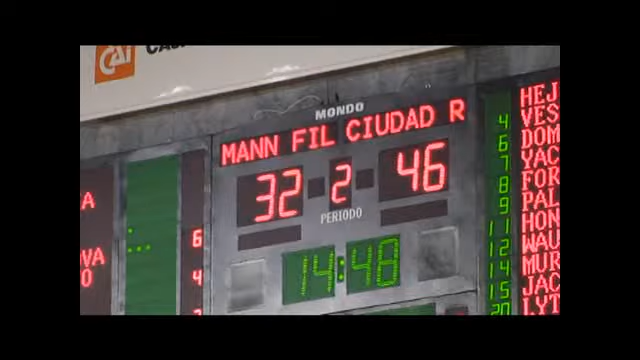 CAi
MONDO
MANN FIL CIUDAD R
32 2 46
PERIODO
14:48
A
VA
O
6
4
4
6
7
8
9
11
12
14
15
20
HEJ
VES
DOM
YAC
FOR
PAL
HON
WAU
MUR
JAC
LYT